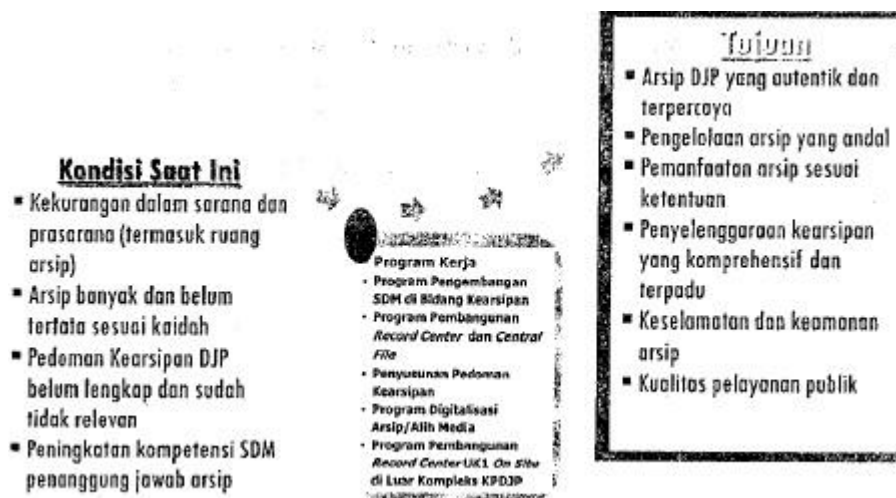 Kondisi Saat Ini
▪ Kekurangan dalam sarana dan
prasarana (termasuk ruang
arsip)
▪ Arsip banyak dan belum
tertata sesuai kaidah
▪ Pedoman Kearsipan DJP
belum lengkap dan sudah
tidak relevan
▪ Peningkatan kompetensi SDM
penanggung jawab arsip
Program Kerja
• Program Pengembangan
SDM di Bidang Kearsipan
• Program Pembangunan
Record Center dan Central
File
• Penyusunan Pedoman
Kearsipan
• Program Digitalisasi
Arsip/Alih Media
• Program Pembangunan
Record Center UK1 On Site
di Luar Kompleks KPDJP
Tujuan
▪ Arsip DJP yang autentik dan
terpercaya
▪ Pengelolaan arsip yang andal
▪ Pemanfaatan arsip sesuai
ketentuan
▪ Penyelenggaraan kearsipan
yang komprehensif dan
terpadu
▪ Keselamatan dan keamanan
arsip
▪ Kualitas pelayanan publik